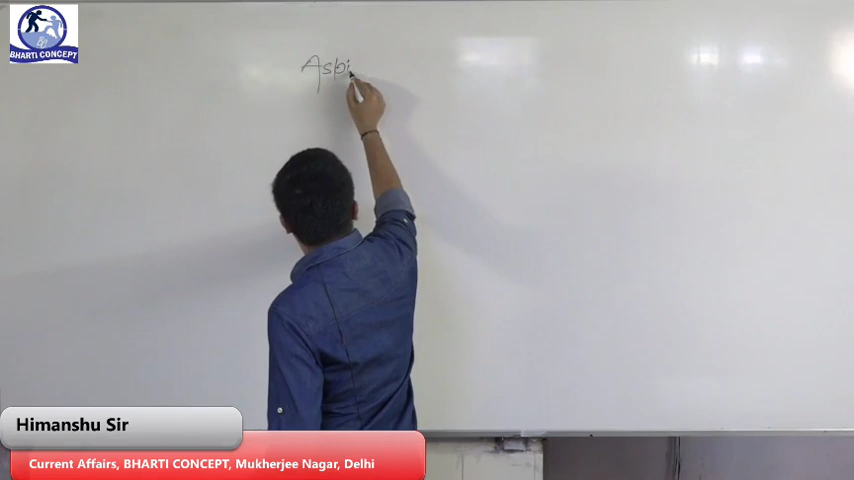 BHARTI CONCEPT
Aspi
Himanshu Sir
Current Affairs, BHARTI CONCEPT, Mukherjee Nagar, Delhi